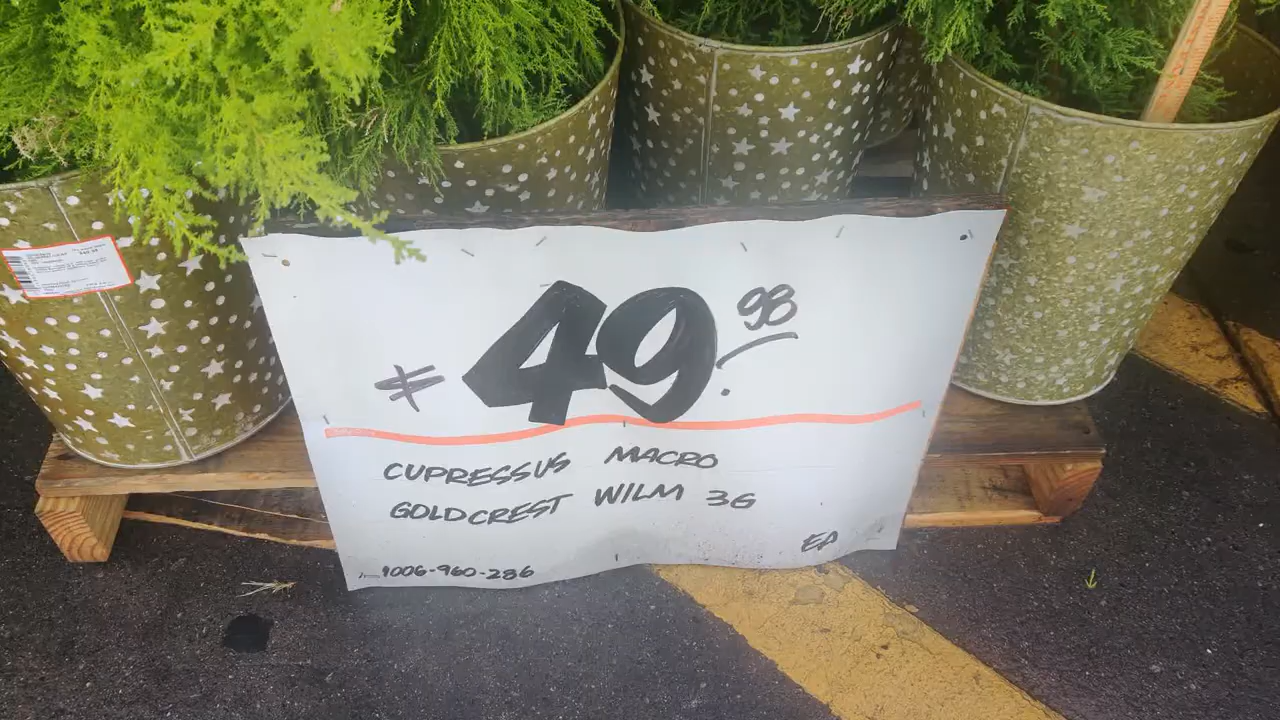 $ 49.98
CUPRESSUS MACRO
GOLDCREST WILM 3G
EA
1006-960-286